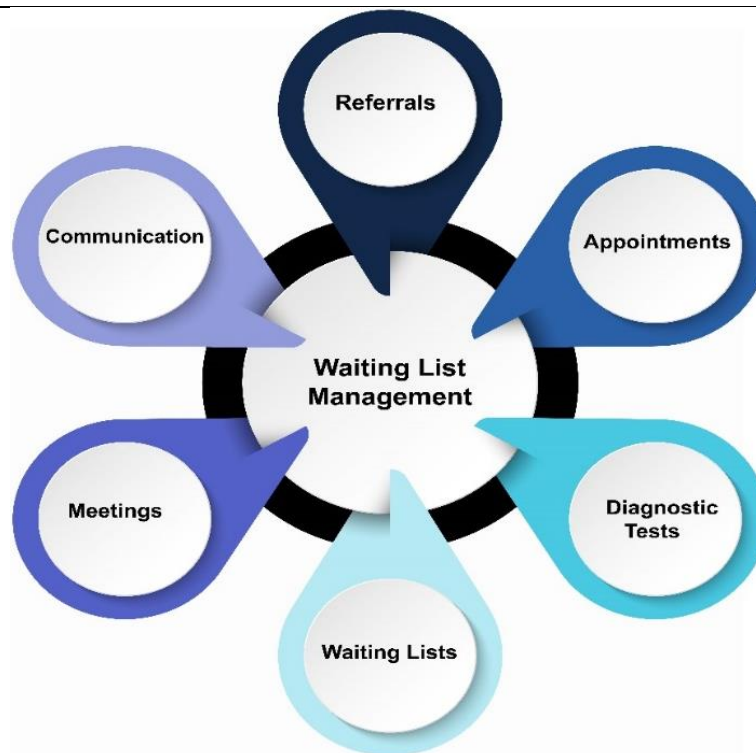 Referrals
Appointments
Diagnostic
Tests
Waiting Lists
Meetings
Communication
Waiting List
Management